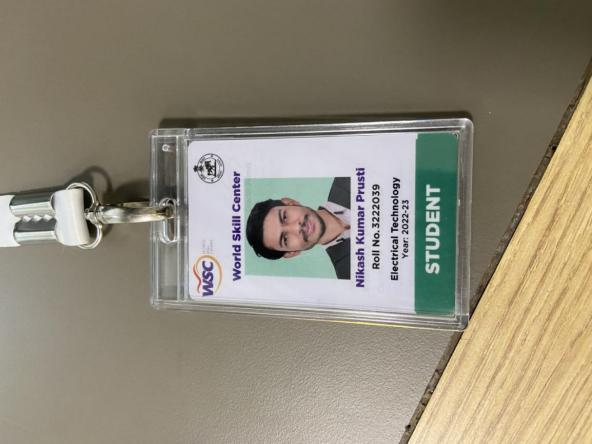 WSC
World Skill Center
Nikash Kumar Prusti
Roll No. 3222039
Electrical Technology
Year: 2022-23
STUDENT